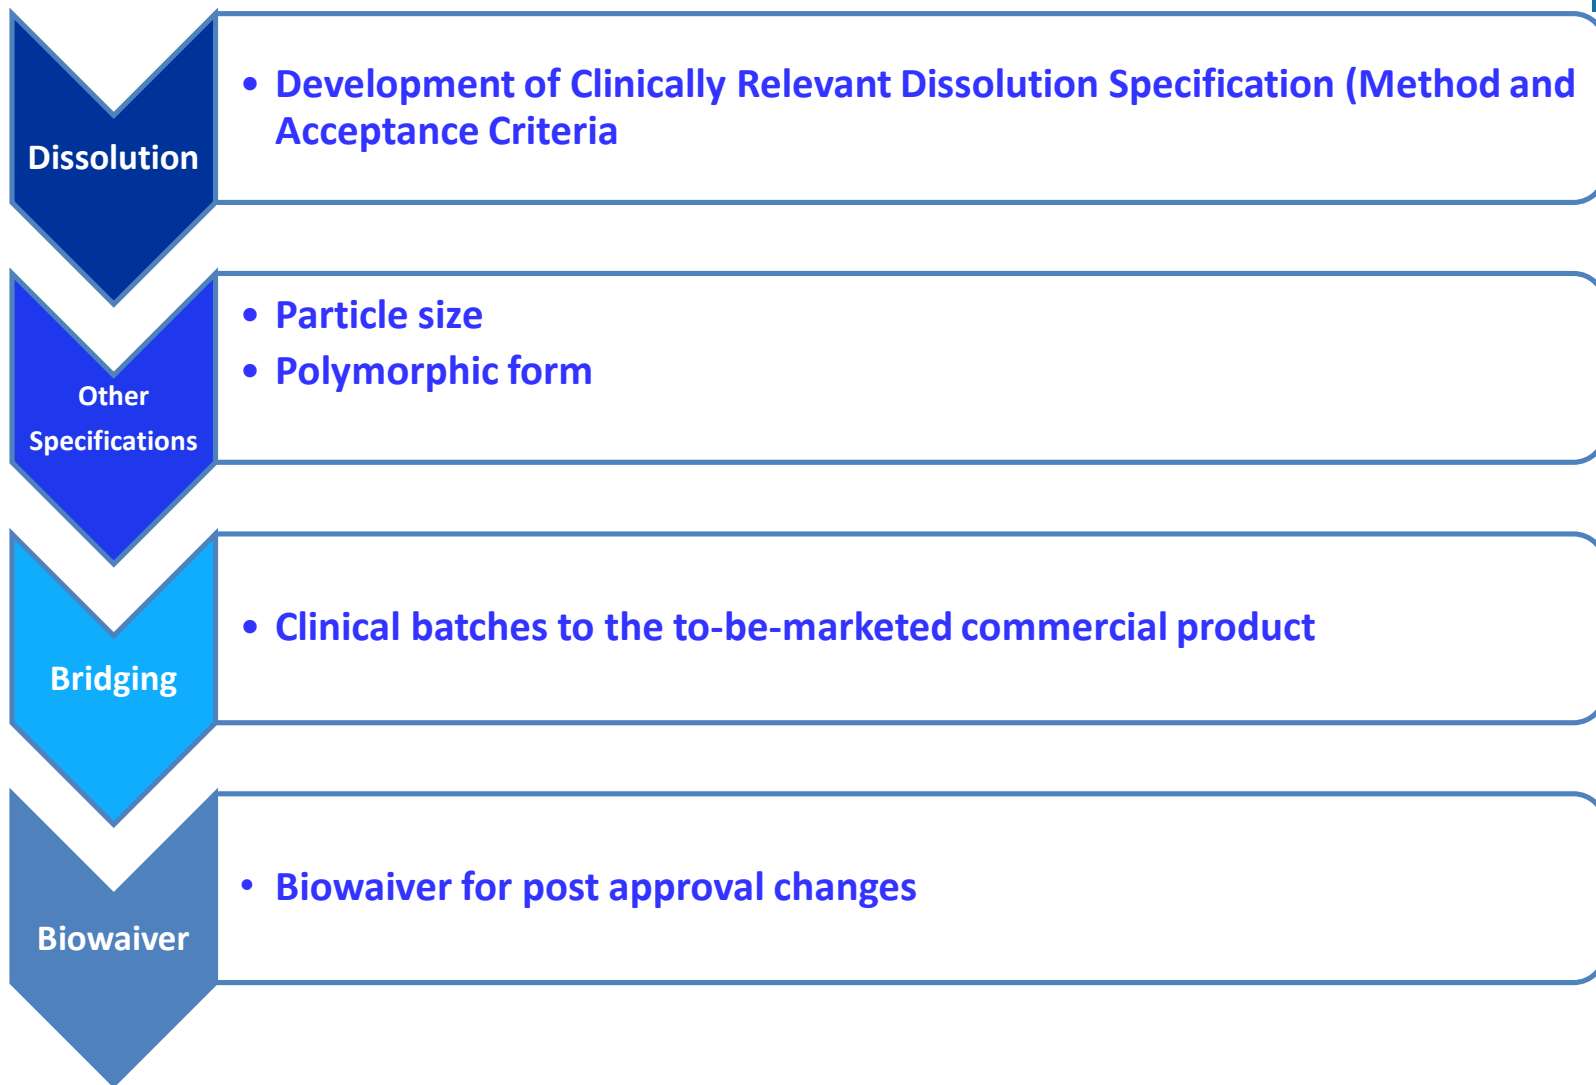 Dissolution
• Development of Clinically Relevant Dissolution Specification (Method and
Acceptance Criteria
Other
Specifications
• Particle size
• Polymorphic form
Bridging
• Clinical batches to the to-be-marketed commercial product
Biowaiver
• Biowaiver for post approval changes